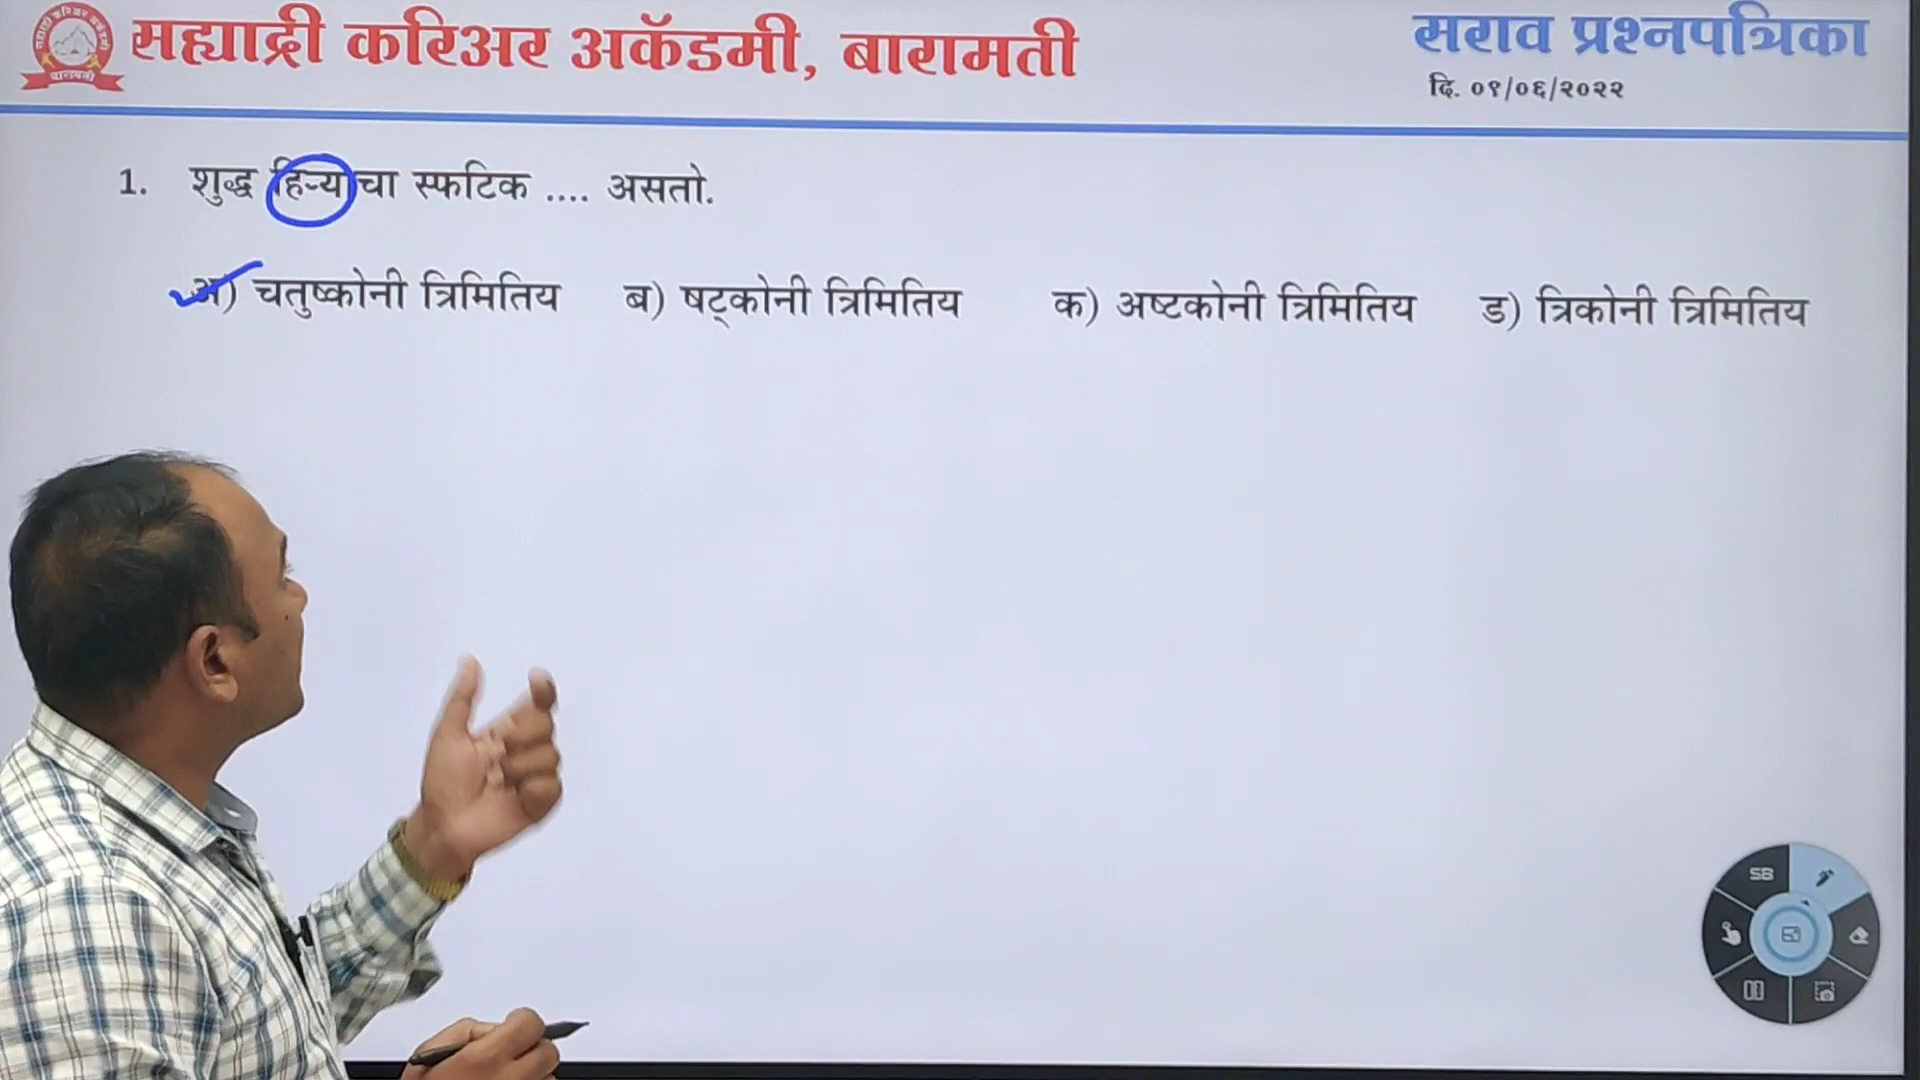 सह्याद्री करिअर अकॅडमी, बारामती
सराव प्रश्नपत्रिका
दि. ०९/०६/२०२२
1. शुद्ध हिऱ्याचा स्फटिक .... असतो.
अ) चतुष्कोनी त्रिमितिय ब) षट्कोनी त्रिमितिय क) अष्टकोनी त्रिमितिय ड) त्रिकोनी त्रिमितिय
SB